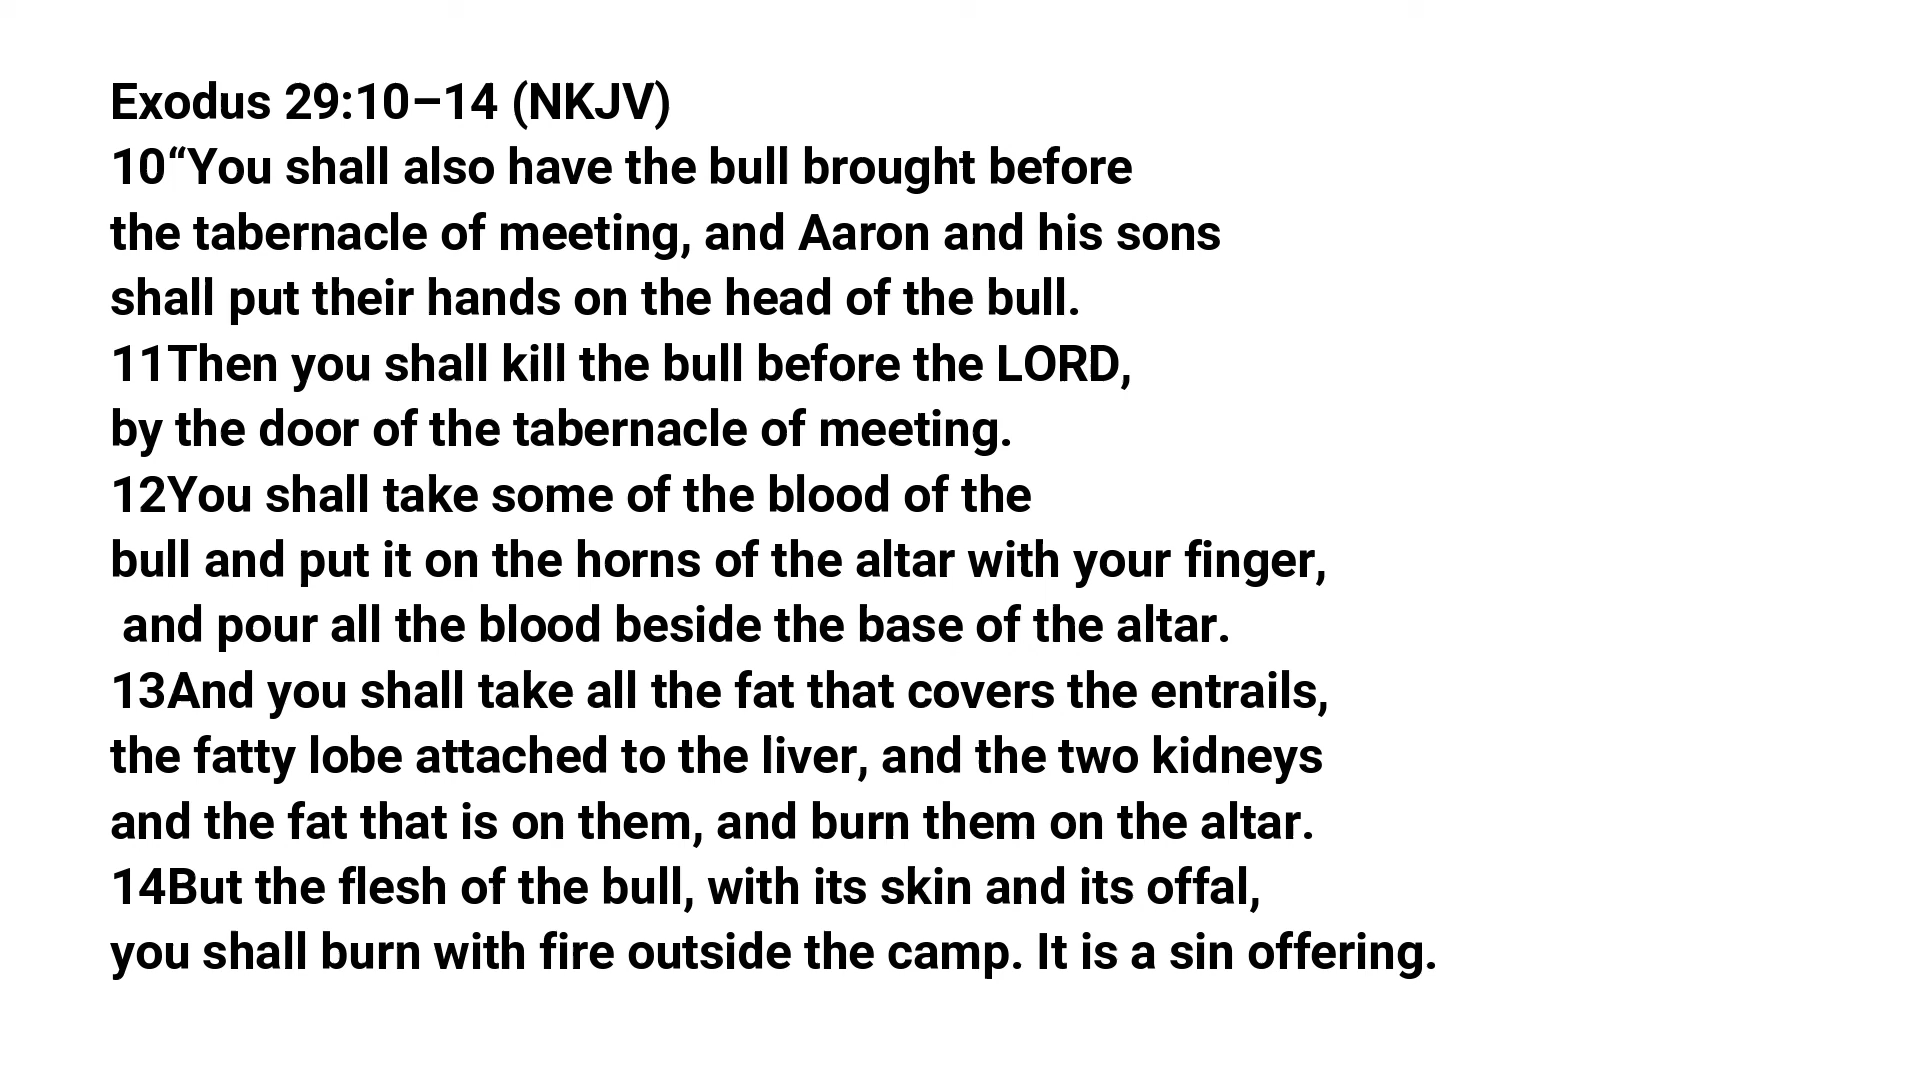 Exodus 29:10–14 (NKJV)
10“You shall also have the bull brought before
the tabernacle of meeting, and Aaron and his sons
shall put their hands on the head of the bull.
11Then you shall kill the bull before the LORD,
by the door of the tabernacle of meeting.
12You shall take some of the blood of the
bull and put it on the horns of the altar with your finger,
and pour all the blood beside the base of the altar.
13And you shall take all the fat that covers the entrails,
the fatty lobe attached to the liver, and the two kidneys
and the fat that is on them, and burn them on the altar.
14But the flesh of the bull, with its skin and its offal,
you shall burn with fire outside the camp. It is a sin offering.